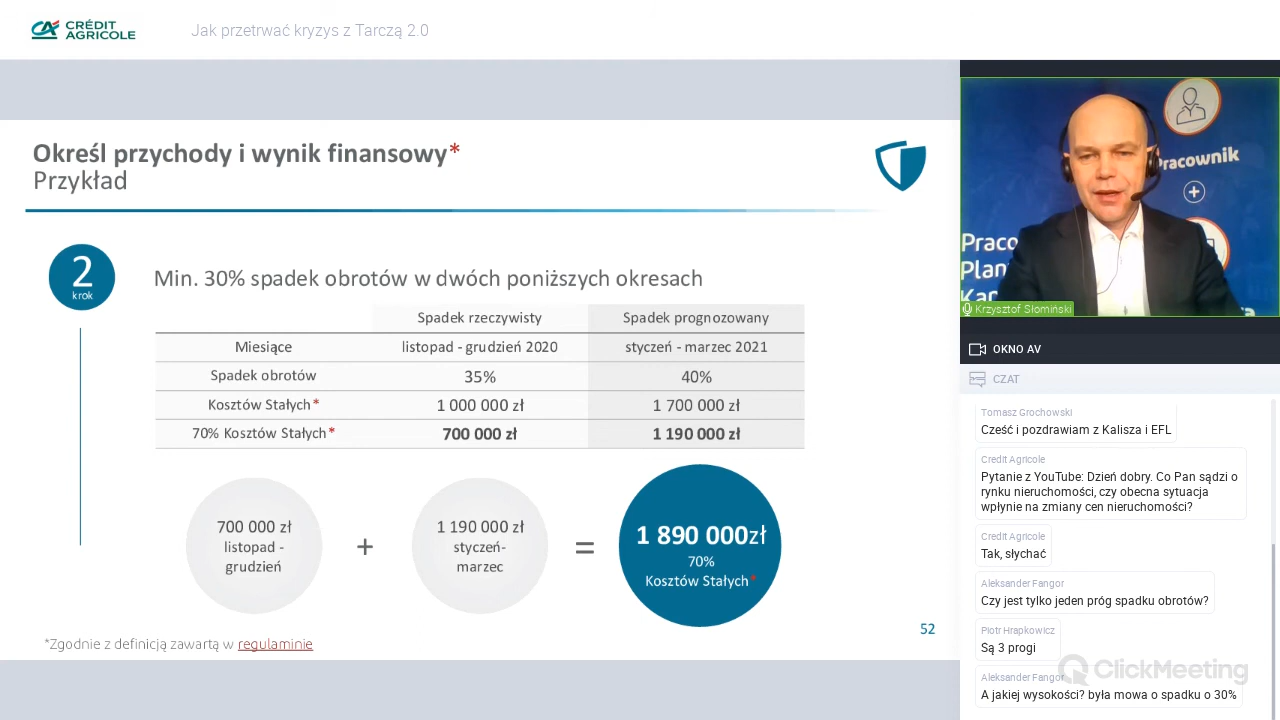 CRÉDIT
AGRICOLE
Jak przetrwać kryzys z Tarczą 2.0
Określ przychody i wynik finansowy*
Przykład
2
krok
Min. 30% spadek obrotów w dwóch poniższych okresach
Spadek rzeczywisty Spadek prognozowany
Miesiące listopad - grudzień 2020 styczeń - marzec 2021
Spadek obrotów 35% 40%
Kosztów Stałych* 1 000 000 zł 1 700 000 zł
70% Kosztów Stałych* 700 000 zł 1 190 000 zł
700 000 zł
listopad -
grudzień
+
1 190 000 zł
styczeń-
marzec
=
1 890 000zł
70%
Kosztów Stałych*
*Zgodnie z definicją zawartą w regulaminie
52
Pracownik
Praco
Plan
Ka
Krzysztof Słomiński
OKNO AV
CZAT
Tomasz Grochowski
Cześć i pozdrawiam z Kalisza i EFL
Credit Agricole
Pytanie z YouTube: Dzień dobry. Co Pan sądzi o
rynku nieruchomości, czy obecna sytuacja
wpłynie na zmiany cen nieruchomości?
Credit Agricole
Tak, słychać
Aleksander Fangor
Czy jest tylko jeden próg spadku obrotów?
Piotr Hrapkowicz
Są 3 progi
Aleksander Fangor
A jakiej wysokości? była mowa o spadku o 30%
ClickMeeting